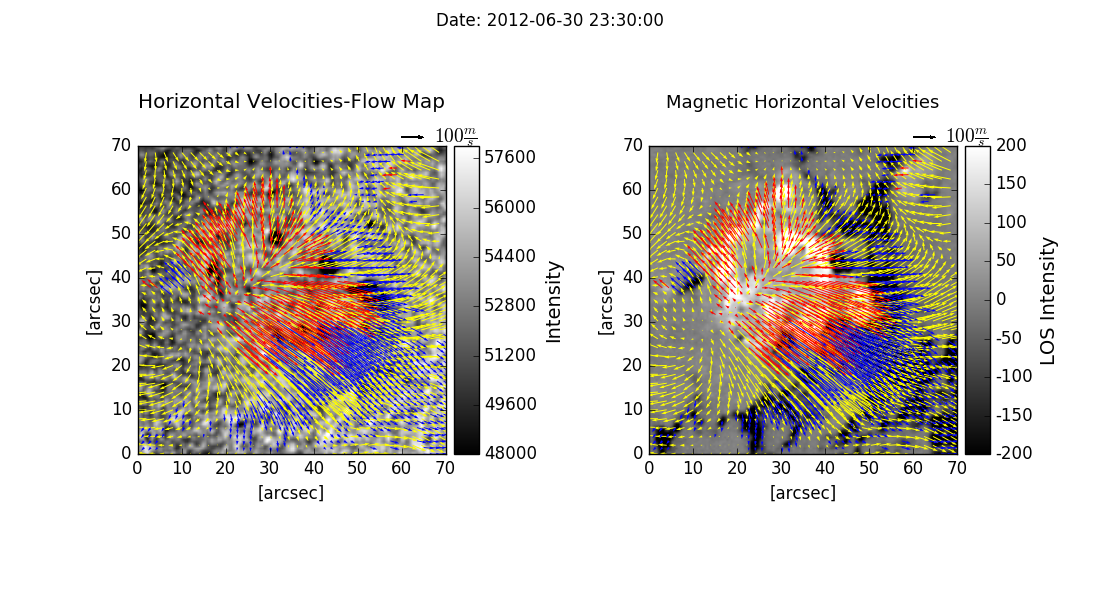 Date: 2012-06-30 23:30:00
Horizontal Velocities-Flow Map
100 m/s
70
60
50
40
30
20
10
0
[arcsec]
0 10 20 30 40 50 60 70
[arcsec]
57600
56000
54400
52800
51200
49600
48000
Intensity
Magnetic Horizontal Velocities
100 m/s
70
60
50
40
30
20
10
0
[arcsec]
0 10 20 30 40 50 60 70
[arcsec]
200
150
100
50
0
-50
-100
-150
-200
LOS Intensity